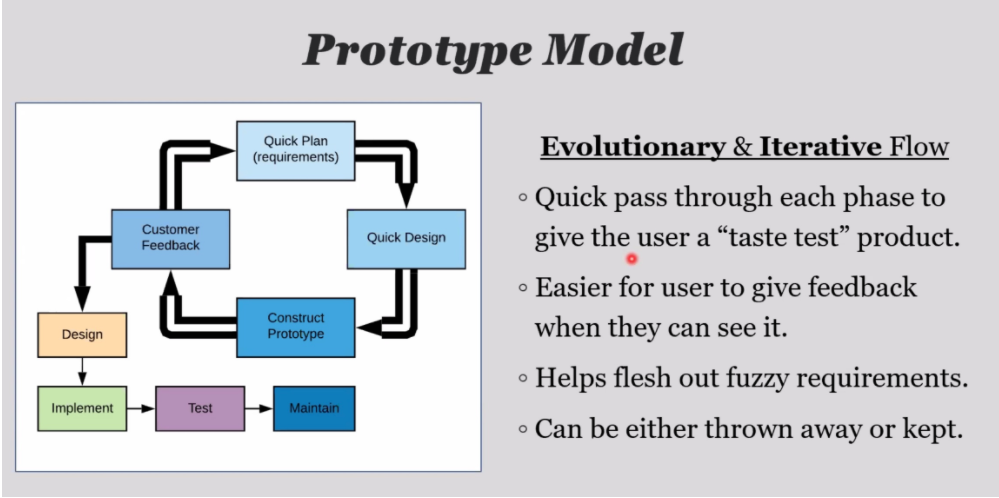 Prototype Model
Quick Plan
(requirements)
Customer
Feedback
Quick Design
Construct
Prototype
Design
Implement
Test
Maintain
Evolutionary & Iterative Flow
◦ Quick pass through each phase to
give the user a “taste test” product.
◦ Easier for user to give feedback
when they can see it.
◦ Helps flesh out fuzzy requirements.
◦ Can be either thrown away or kept.